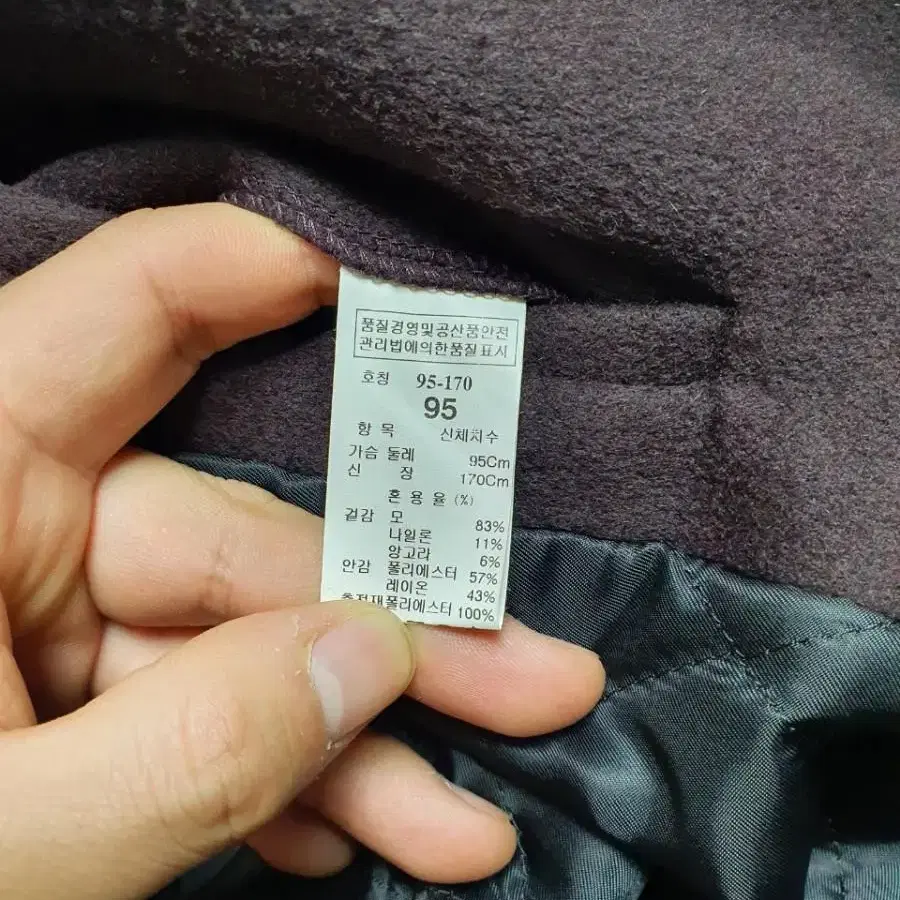 품질경영및공산품안전
관리법에의한품질표시
호칭 95-170
95
항 목 신체치수
가슴 둘레 95Cm
신 장 170Cm
혼 용 율 (%)
겉감 모 83%
나일론 11%
앙고라 6%
안감 폴리에스터 57%
레이온 43%
충전재폴리에스터 100%